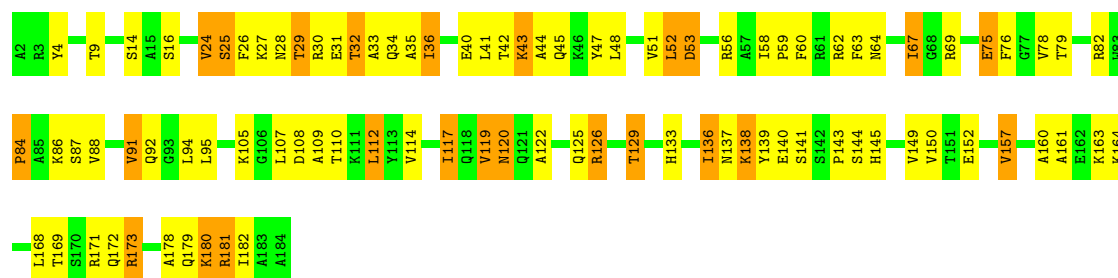 A2 R3 Y4 T9 S14 A15 S16 V24 S25 F26 K27 N28 T29 R30 E31 T32 A33 Q34 A35 I36 E40 L41 T42 K43 A44 Q45 K46 Y47 L48 V51 L52 D53 R56 A57 I58 P59 F60 R61 R62 F63 N64 I67 G68 R69 E75 F76 G77 V78 T79 R82 W83
P84 A85 K86 S87 V88 V91 Q92 G93 L94 L95 K105 G106 L107 D108 A109 T110 K111 L112 Y113 V114 I117 Q118 V119 N120 Q121 A122 Q125 R126 T129 H133 I136 N137 K138 Y139 E140 S141 S142 P143 S144 H145 V149 V150 T151 E152 V157 A160 A161 E162 K163 K164
L168 T169 S170 R171 Q172 R173 A178 Q179 K180 R181 I182 A183 A184